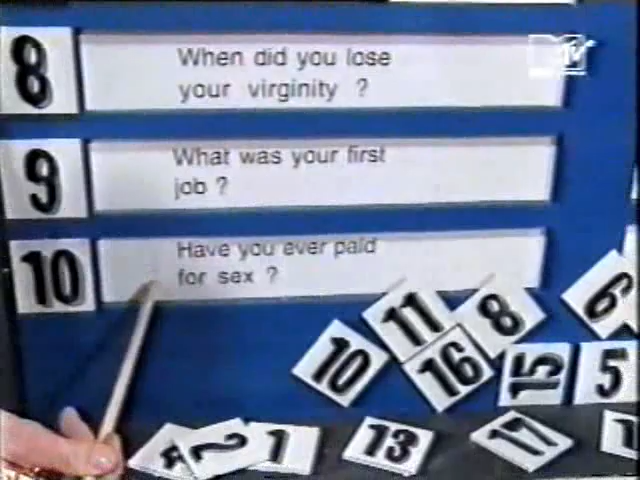 MTV
8
When did you lose
your virginity ?
9
What was your first
job ?
10
Have you ever paid
for sex ?
11
8
6
10
16
15
5
4
2
1
13
17